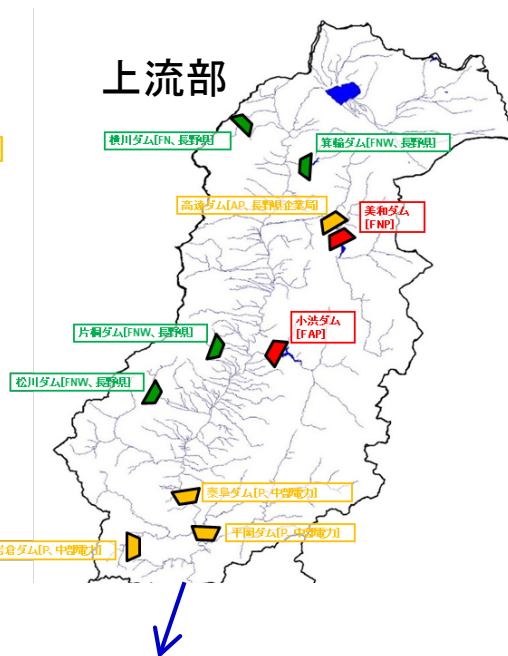 上流部
横川ダム[FN、長野県]
箕輪ダム[FNW、長野県]
高遠ダム[AP、長野県企業局]
美和ダム
[FNP]
小渋ダム
[FAP]
片桐ダム[FNW、長野県]
松川ダム[FNW、長野県]
泰阜ダム[P、中部電力]
平岡ダム[P、中部電力]
岩倉ダム[P、中部電力]